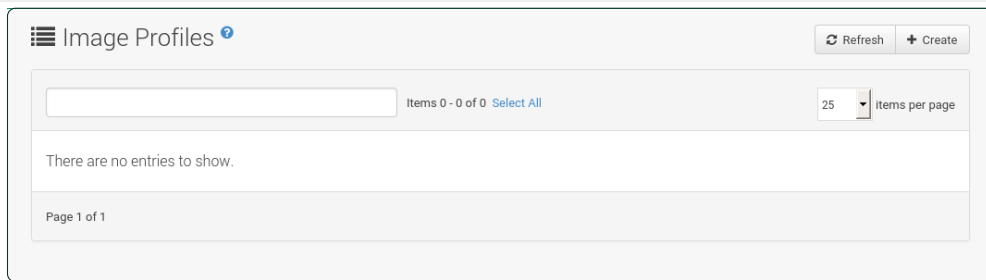 Image Profiles ?
Refresh Create
Items 0 - 0 of 0 Select All
25 items per page
There are no entries to show.
Page 1 of 1